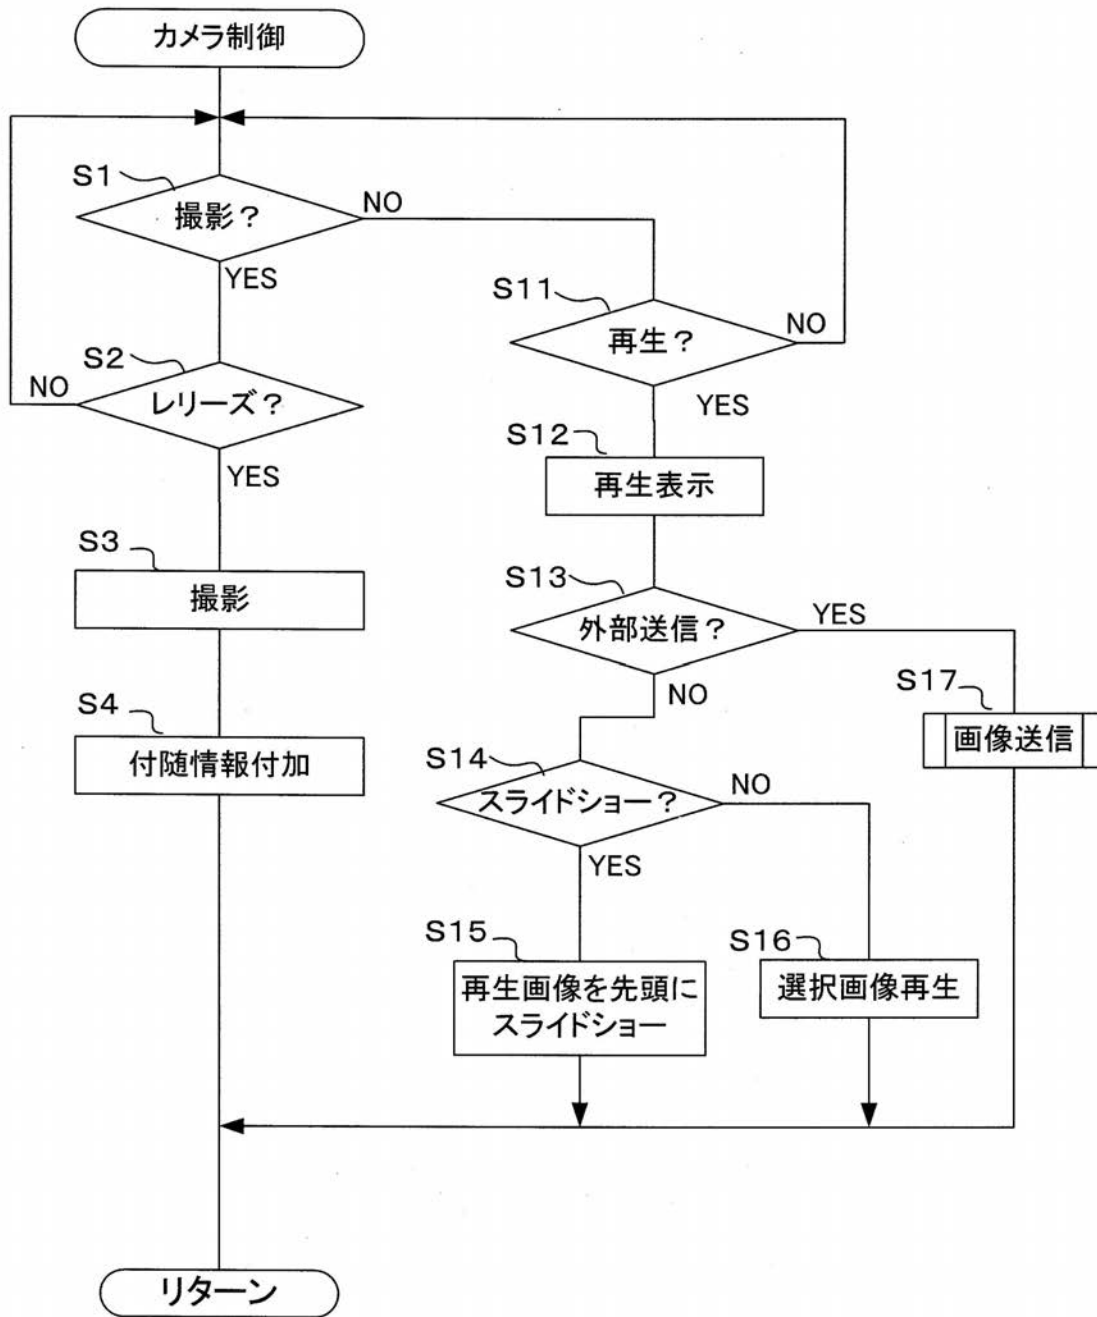 カメラ制御
S1
撮影？
NO
YES
S2
レリーズ？
NO
YES
S3
撮影
S4
付随情報付加
S11
再生？
NO
YES
S12
再生表示
S13
外部送信？
YES
NO
S17
画像送信
S14
スライドショー？
NO
YES
S15
再生画像を先頭に
スライドショー
S16
選択画像再生
リターン